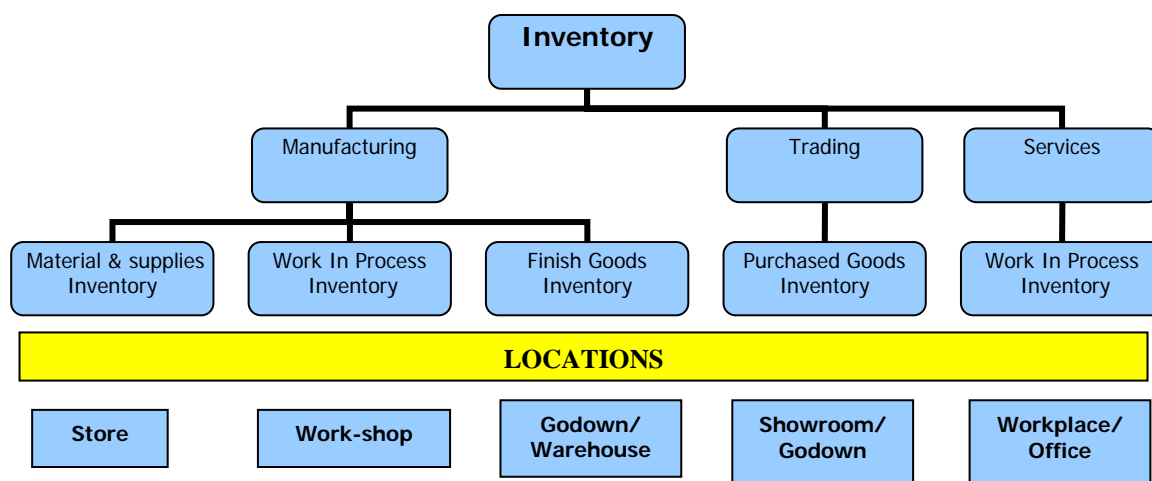 Inventory
Manufacturing
Trading
Services
Material & supplies
Inventory
Work In Process
Inventory
Finish Goods
Inventory
Purchased Goods
Inventory
Work In Process
Inventory
LOCATIONS
Store
Work-shop
Godown/
Warehouse
Showroom/
Godown
Workplace/
Office